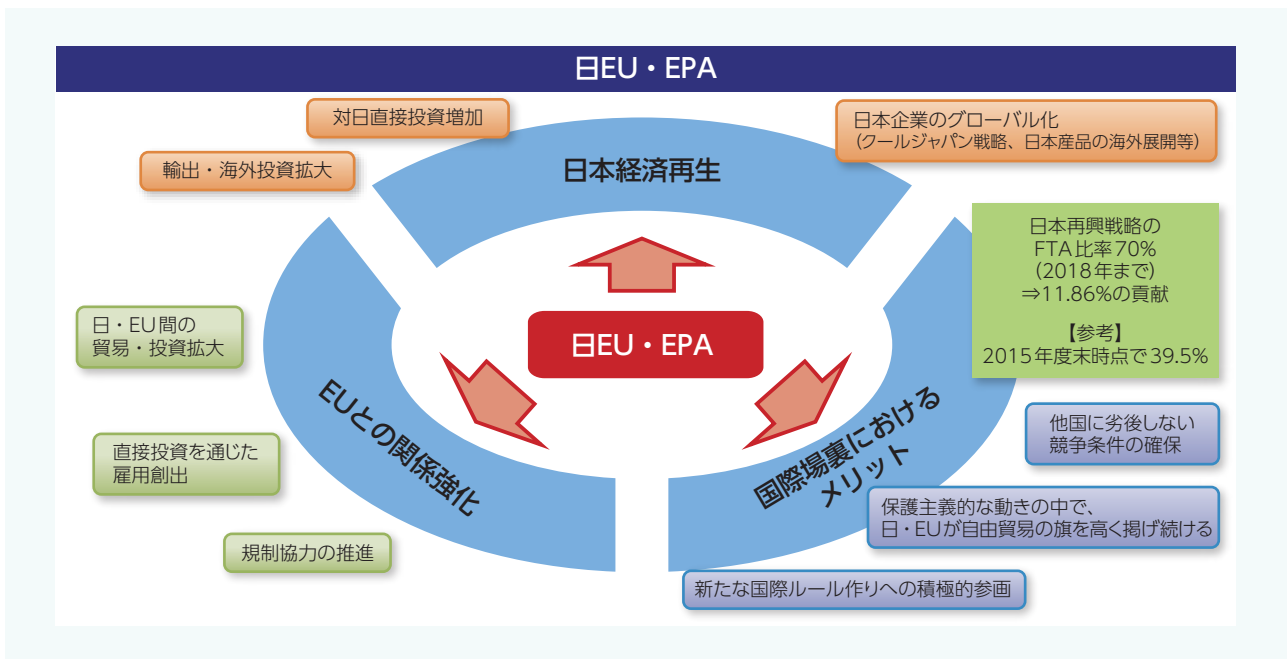 日EU・EPA
対日直接投資増加
輸出・海外投資拡大
日本経済再生
日本企業のグローバル化
(クールジャパン戦略、日本産品の海外展開等)
日本再興戦略の
FTA比率70%
(2018年まで)
⇒11.86%の貢献
【参考】
2015年度末時点で39.5%
日EU・EPA
日・EU間の
貿易・投資拡大
直接投資を通じた
雇用創出
規制協力の推進
EUとの関係強化
国際場裏における
メリット
他国に劣後しない
競争条件の確保
保護主義的な動きの中で、
日・EUが自由貿易の旗を高く掲げ続ける
新たな国際ルール作りへの積極的参画